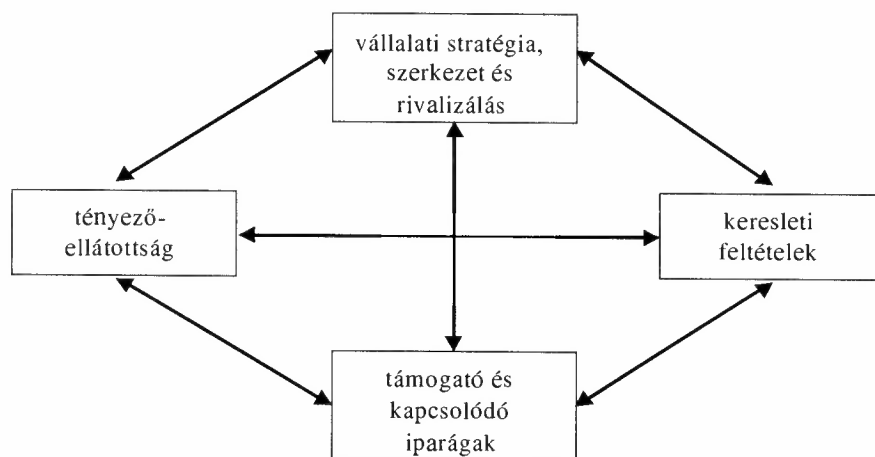 vállalati stratégia,
szerkezet és
rivalizálás
tényező-
ellátottság
keresleti
feltételek
támogató és
kapcsolódó
iparágak